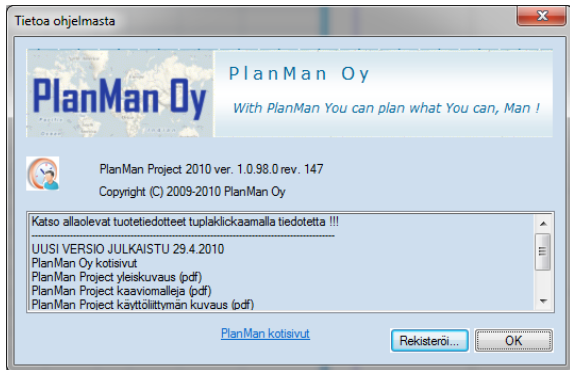 Tietoa ohjelmasta
PlanMan Oy
PlanMan Oy
With PlanMan You can plan what You can, Man !
PlanMan Project 2010 ver. 1.0.98.0 rev. 147
Copyright (C) 2009-2010 PlanMan Oy
Katso allaolevat tuotetiedotteet tuplaklickaamalla tiedotetta !!!
--------------------------------------------------------------------------------
UUSI VERSIO JULKAISTU 29.4.2010
PlanMan Oy kotisivut
PlanMan Project yleiskuvaus (pdf)
PlanMan Project kaaviomalleja (pdf)
PlanMan Project käyttöliittymän kuvaus (pdf)
PlanMan kotisivut
Rekisteröi...
OK